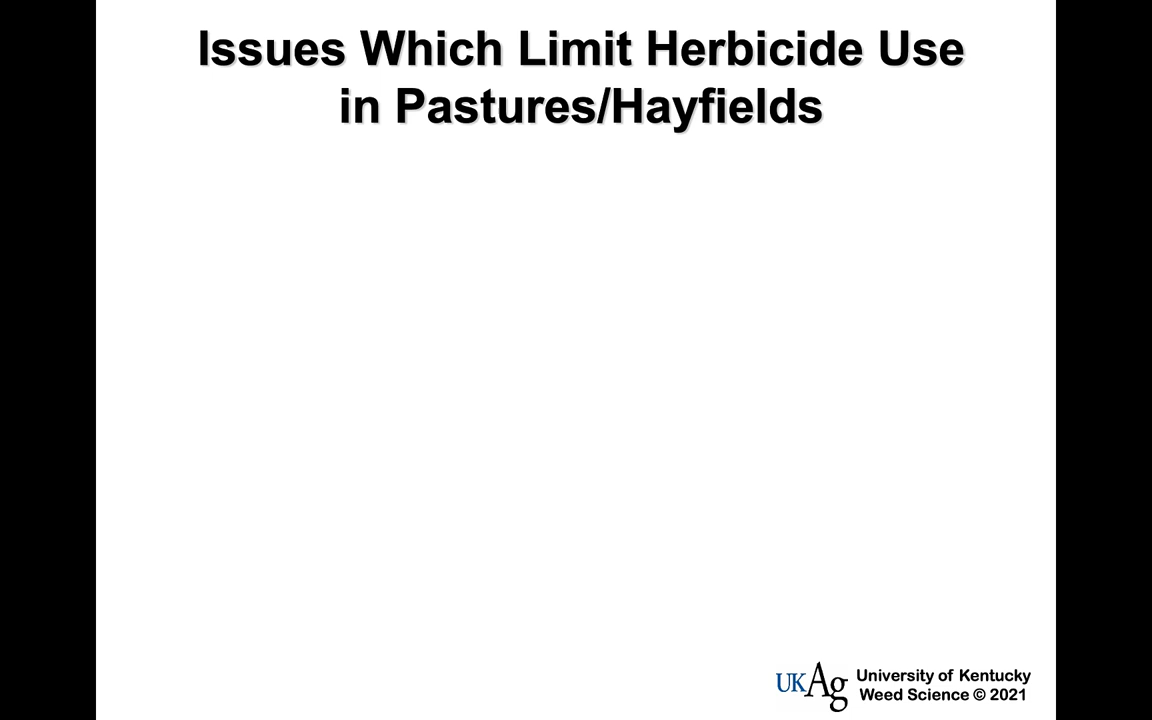 Issues Which Limit Herbicide Use
in Pastures/Hayfields
UKAg
University of Kentucky
Weed Science © 2021